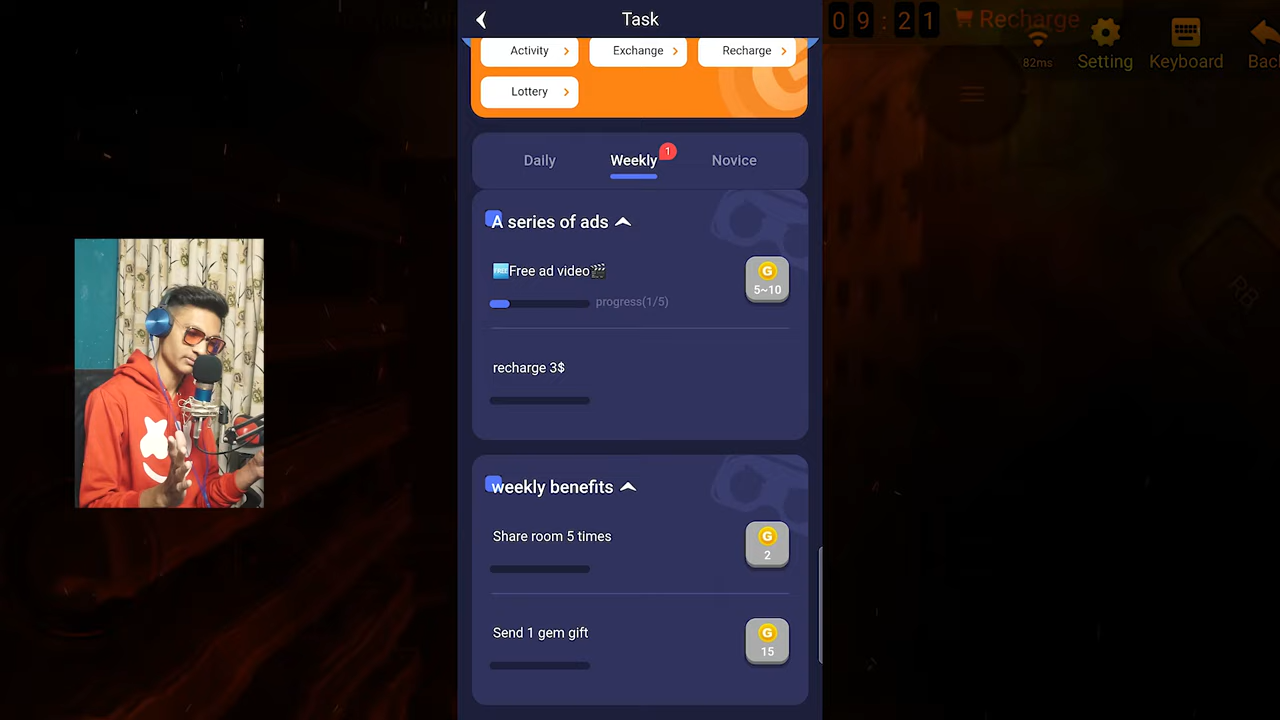 Task
09:21
Recharge
82ms
Setting
Keyboard
Bac
Activity
Exchange
Recharge
Lottery
Daily
Weekly
1
Novice
A series of ads
FREE Free ad video
G
5~10
progress(1/5)
recharge 3$
weekly benefits
Share room 5 times
G
2
Send 1 gem gift
G
15